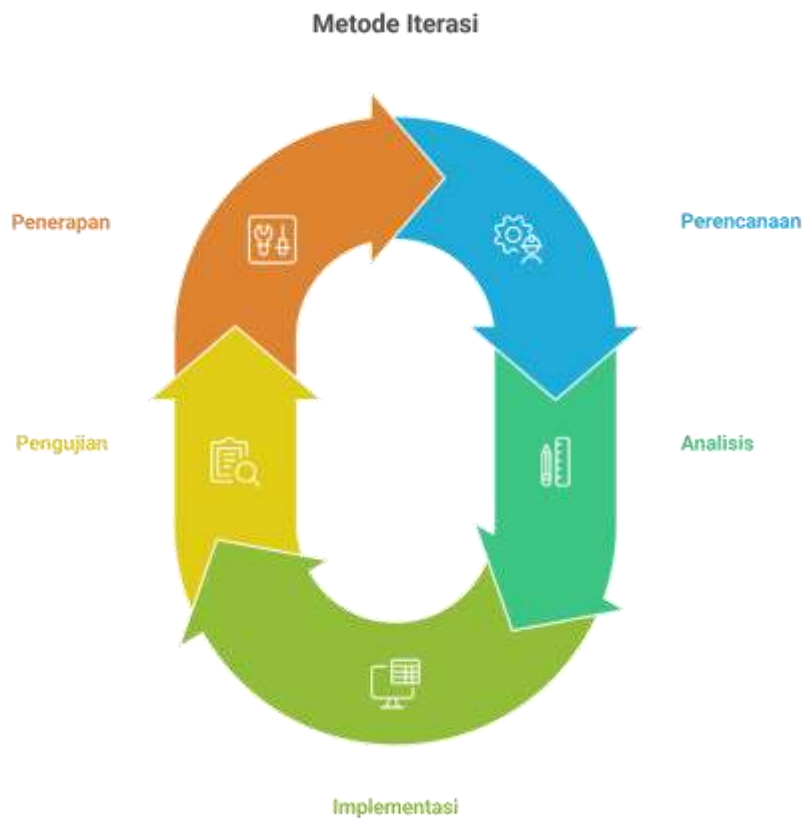 Metode Iterasi
Penerapan
Perencanaan
Pengujian
Analisis
Implementasi